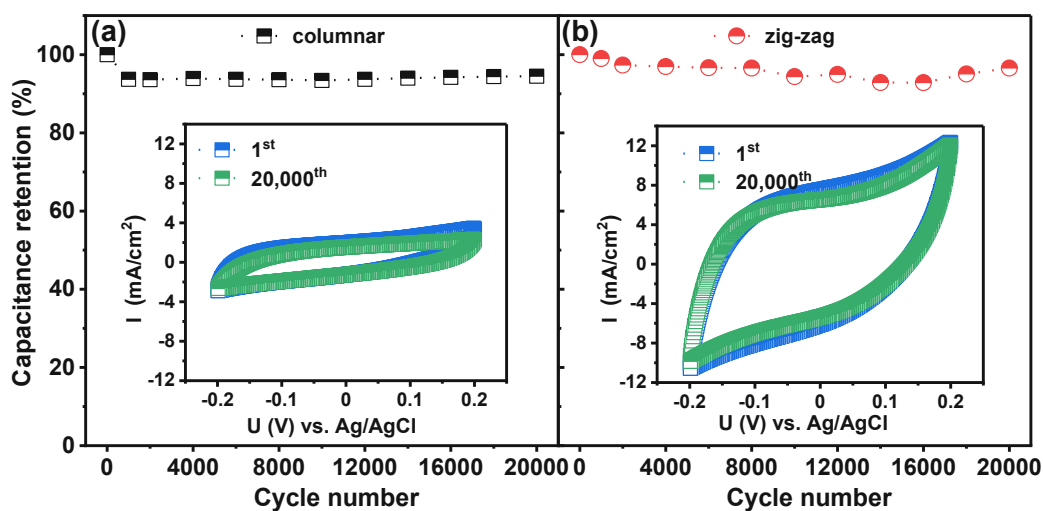 Capacitance retention (%)
100
80
60
40
20
0
(a)
columnar
1st
20,000th
I (mA/cm2)
12
8
4
0
-4
-8
-12
-0.2 -0.1 0 0.1 0.2
U (V) vs. Ag/AgCl
0 4000 8000 12000 16000 20000
Cycle number
(b)
zig-zag
1st
20,000th
I (mA/cm2)
12
8
4
0
-4
-8
-12
-0.2 -0.1 0 0.1 0.2
U (V) vs. Ag/AgCl
0 4000 8000 12000 16000 20000
Cycle number